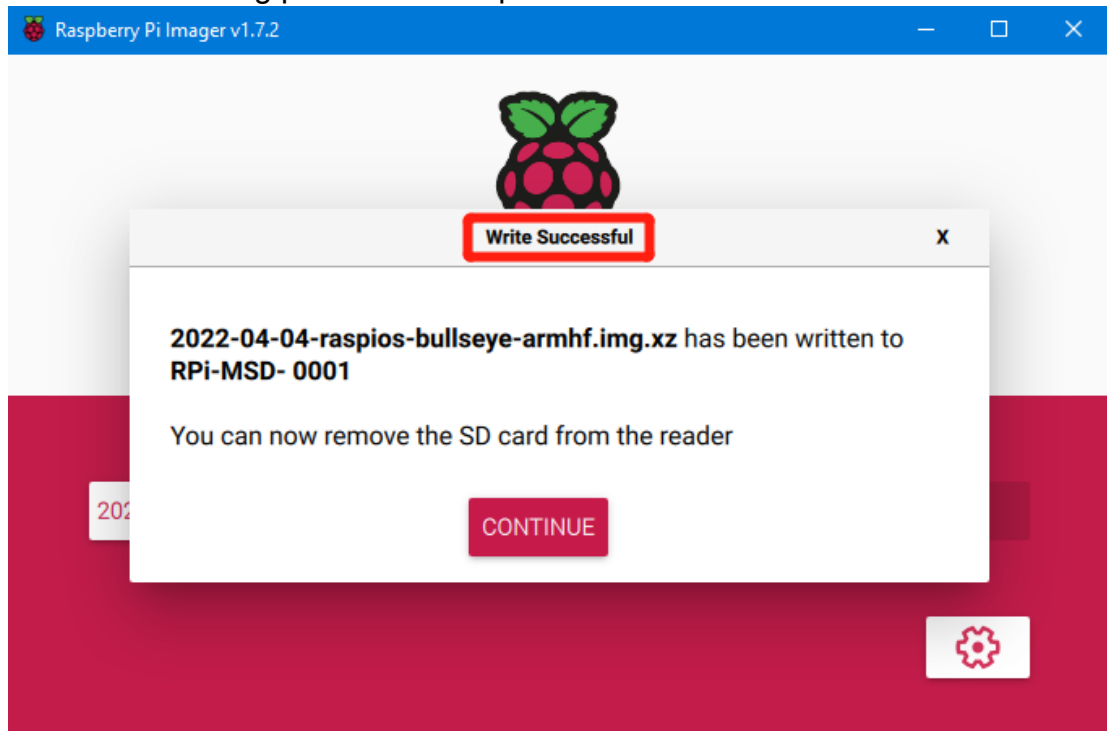 Raspberry Pi Imager v1.7.2
Write Successful
X
2022-04-04-raspios-bullseye-armhf.img.xz has been written to
RPi-MSD- 0001
You can now remove the SD card from the reader
202
CONTINUE